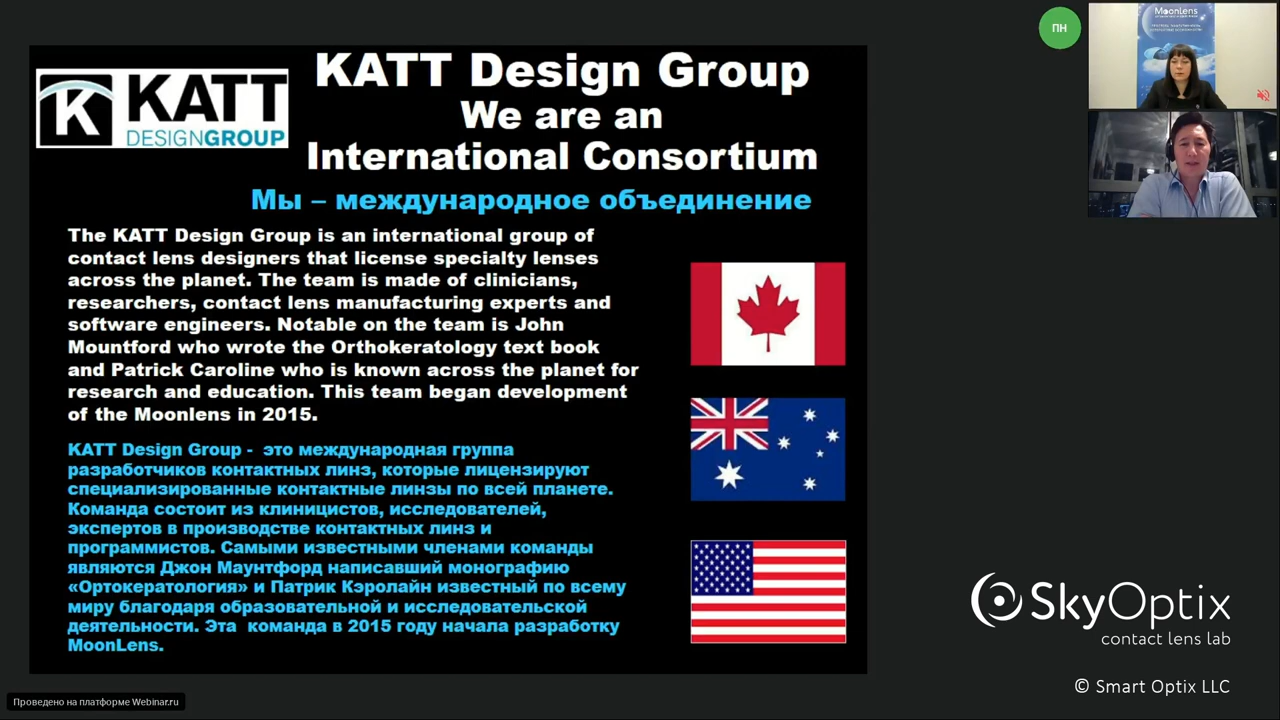 KATT
DESIGNGROUP
KATT Design Group
We are an
International Consortium
Мы – международное объединение
The KATT Design Group is an international group of
contact lens designers that license specialty lenses
across the planet. The team is made of clinicians,
researchers, contact lens manufacturing experts and
software engineers. Notable on the team is John
Mountford who wrote the Orthokeratology text book
and Patrick Caroline who is known across the planet for
research and education. This team began development
of the Moonlens in 2015.
KATT Design Group - это международная группа
разработчиков контактных линз, которые лицензируют
специализированные контактные линзы по всей планете.
Команда состоит из клиницистов, исследователей,
экспертов в производстве контактных линз и
программистов. Самыми известными членами команды
являются Джон Маунтфорд написавший монографию
«Ортокератология» и Патрик Кэролайн известный по всему
миру благодаря образовательной и исследовательской
деятельности. Эта команда в 2015 году начала разработку
MoonLens.
ПН
MoonLens
SkyOptix
contact lens lab
© Smart Optix LLC
Проведено на платформе Webinar.ru